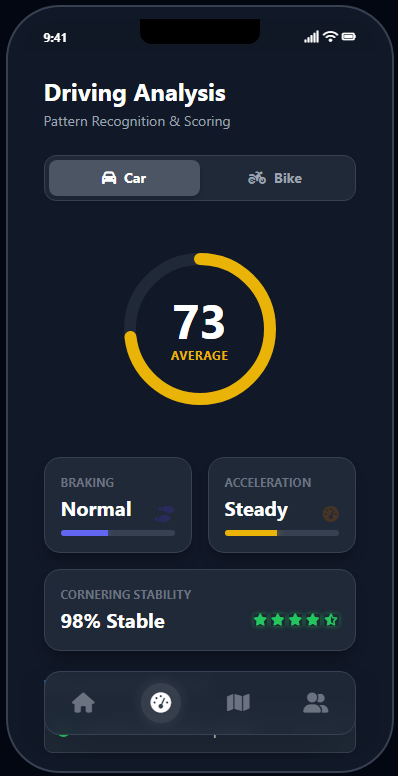 9:41
Driving Analysis
Pattern Recognition & Scoring
Car Bike
73
AVERAGE
BRAKING
Normal
ACCELERATION
Steady
CORNERING STABILITY
98% Stable